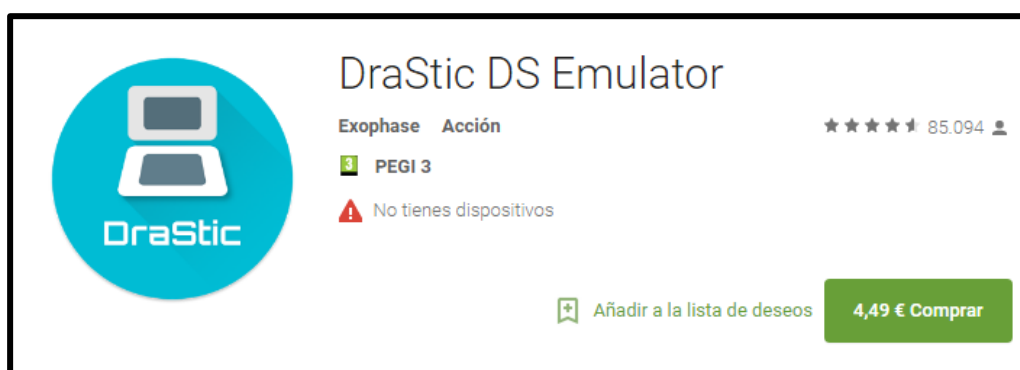 DraStic DS Emulator
Exophase Acción 85.094
3 PEGI 3
No tienes dispositivos
DraStic
Añadir a la lista de deseos 4,49 € Comprar